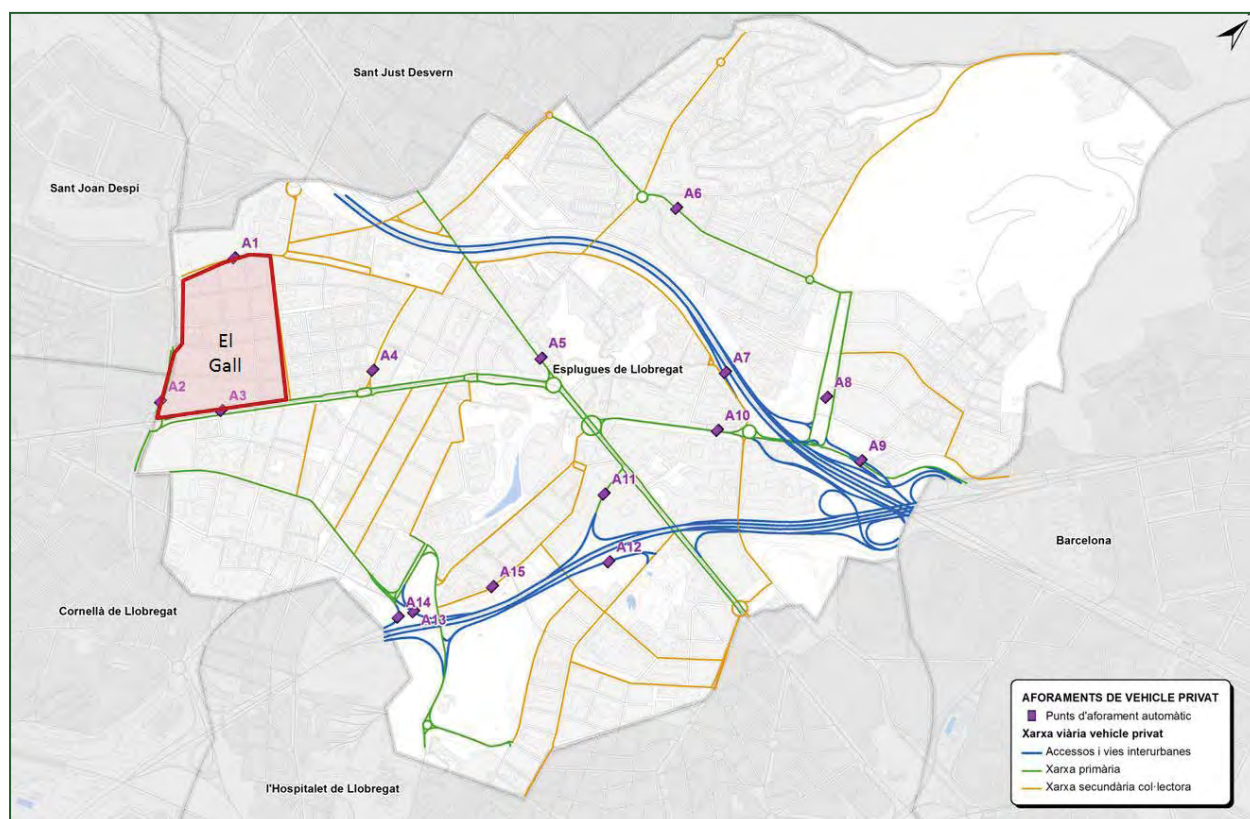 Sant Just Desvern
Sant Joan Despí
A6
A1
El
Gall
A5
A4
Esplugues de Llobregat
A7
A2
A3
A8
A10
A9
A11
Barcelona
A12
A15
Cornellà de Llobregat
A14
A13
l'Hospitalet de Llobregat
AFORAMENTS DE VEHICLE PRIVAT
Punts d'aforament automàtic
Xarxa viària vehicle privat
Accessos i vies interurbanes
Xarxa primària
Xarxa secundària col·lectora